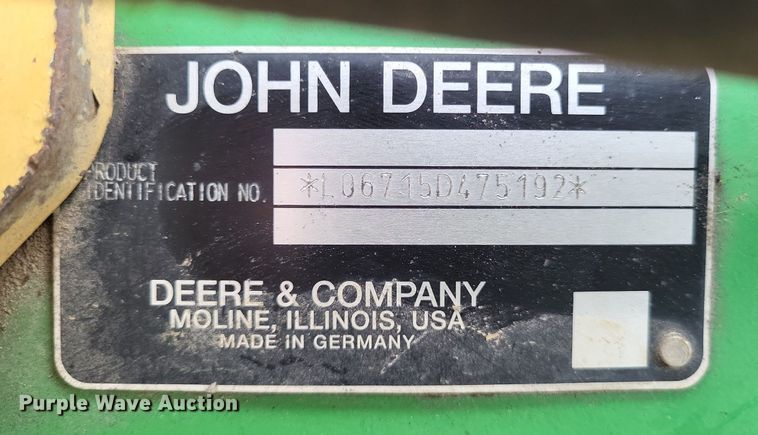 JOHN DEERE
PRODUCT
IDENTIFICATION NO.
*L06715D475192*
DEERE & COMPANY
MOLINE, ILLINOIS, USA
MADE IN GERMANY
Purple Wave Auction